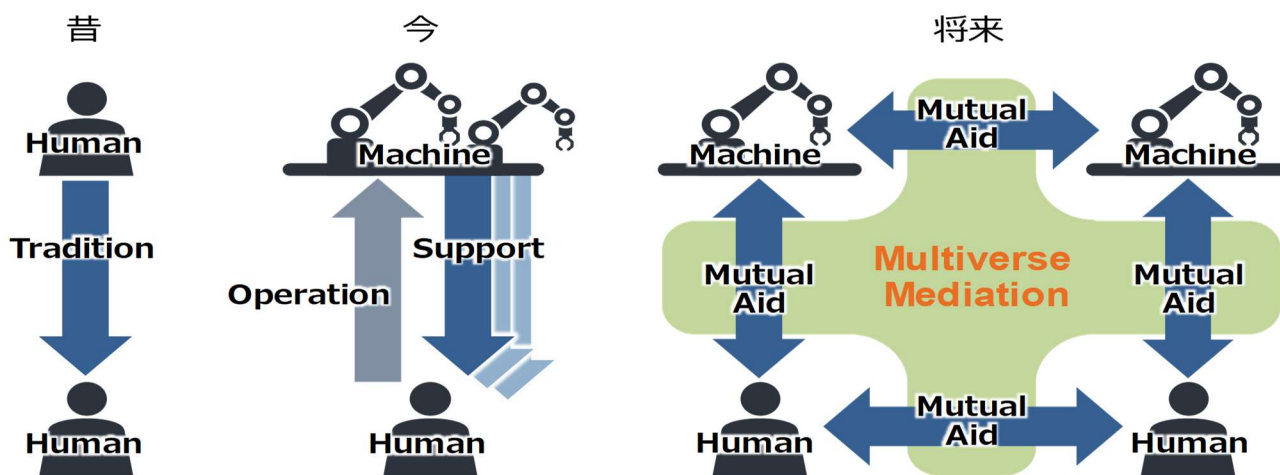 昔
Human
Tradition
Human
今
Machine
Operation
Support
Human
将来
Machine
Mutual
Aid
Machine
Mutual
Aid
Multiverse
Mediation
Mutual
Aid
Human
Mutual
Aid
Human